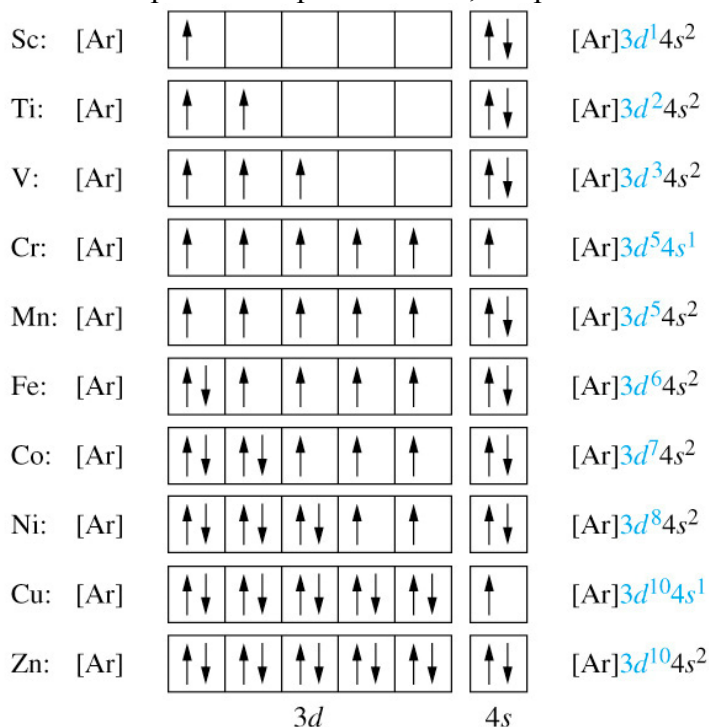 Sc: [Ar] [Ar]3d¹4s²
Ti: [Ar] [Ar]3d²4s²
V: [Ar] [Ar]3d³4s²
Cr: [Ar] [Ar]3d⁵4s¹
Mn: [Ar] [Ar]3d⁵4s²
Fe: [Ar] [Ar]3d⁶4s²
Co: [Ar] [Ar]3d⁷4s²
Ni: [Ar] [Ar]3d⁸4s²
Cu: [Ar] [Ar]3d¹⁰4s¹
Zn: [Ar] [Ar]3d¹⁰4s²
3d 4s